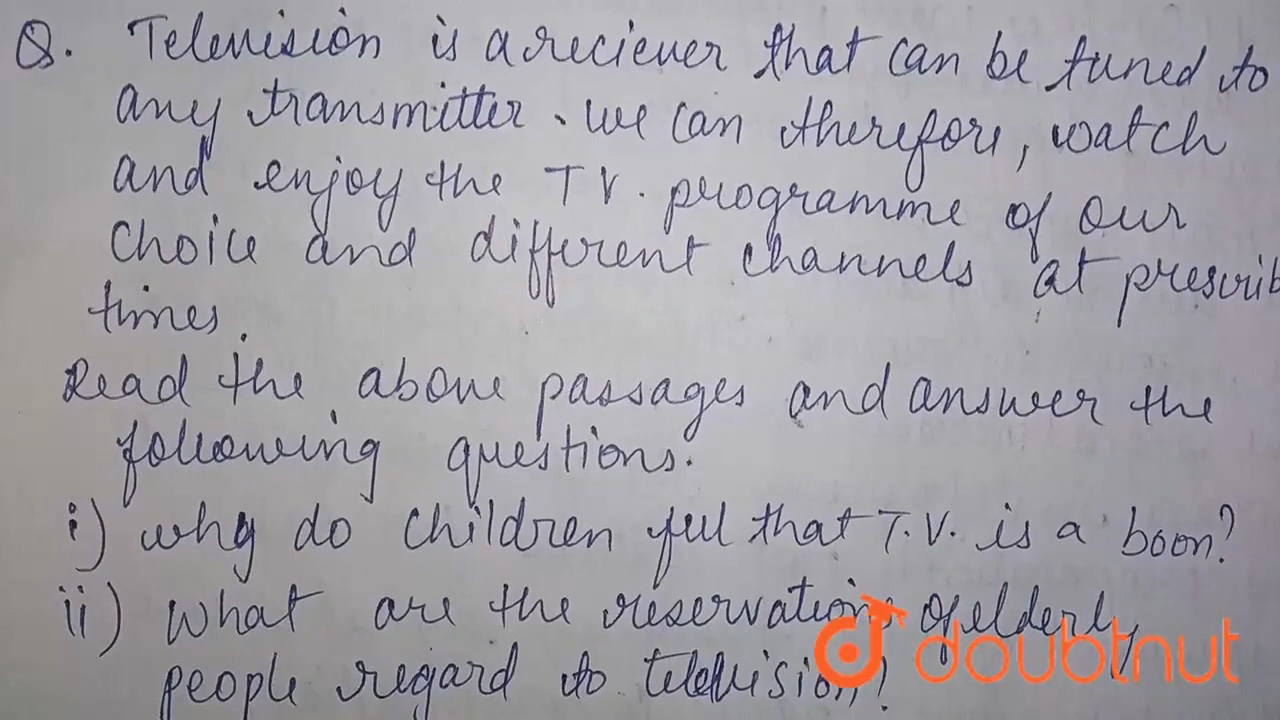 Q. Television is a reciever that can be tuned to
any transmitter. we can therefore, watch
and enjoy the T V. programme of our
choice and different channels at prescrib
times.
Read the above passages and answer the
following questions.
i) why do children feel that T.V. is a boon?
ii) What are the reservations of elderly
people regard to television?
doubtnut